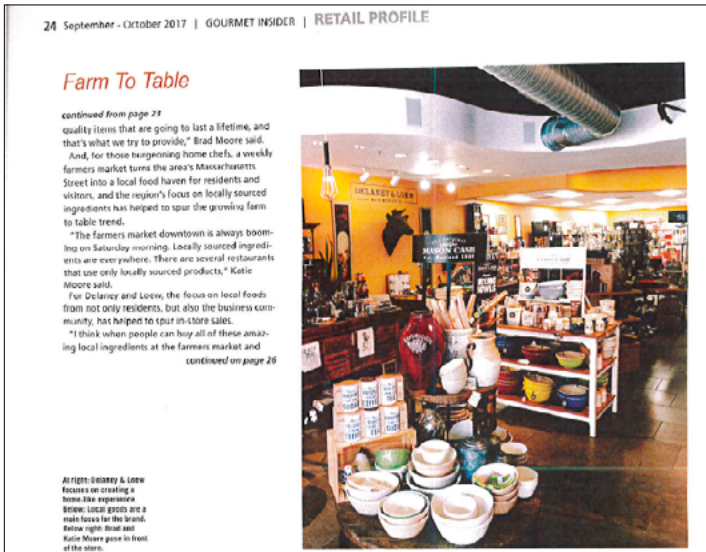 24 September - October 2017 | GOURMET INSIDER | RETAIL PROFILE
Farm To Table
continued from page 23
quality items that are going to last a lifetime, and
that's what we try to provide," Brad Moore said.
And, for those burgeoning home chefs, a weekly
farmers market turns the area's Massachusetts
Street into a local food haven for residents and
visitors, and the region's focus on locally sourced
ingredients has helped to spur the growing farm
to table trend.
"The farmers market downtown is always boom-
ing on Saturday morning. Locally sourced ingredi-
ents are everywhere. There are several restaurants
that use only locally sourced products," Katie
Moore said.
For Delaney and Loew, the focus on local foods
from not only residents, but also the business com-
munity, has helped to spur in-store sales.
"I think when people can buy all of these amaz-
ing local ingredients at the farmers market and
continued on page 26
At right: Delaney & Loew
focuses on creating a
home-like experience.
Below: Local goods are a
main focus for the brand.
Below right: Brad and
Katie Moore pose in front
of the store.
DELANEY & LOEW
MASON CASH